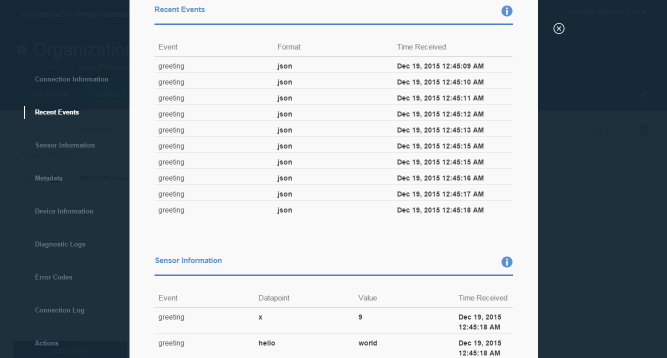 Organization
Connection Information
Recent Events
Sensor Information
Metadata
Device Information
Diagnostic Logs
Error Codes
Connection Log
Actions
Recent Events
Event Format Time Received
greeting json Dec 19, 2015 12:45:09 AM
greeting json Dec 19, 2015 12:45:10 AM
greeting json Dec 19, 2015 12:45:11 AM
greeting json Dec 19, 2015 12:45:12 AM
greeting json Dec 19, 2015 12:45:13 AM
greeting json Dec 19, 2015 12:45:15 AM
greeting json Dec 19, 2015 12:45:15 AM
greeting json Dec 19, 2015 12:45:16 AM
greeting json Dec 19, 2015 12:45:17 AM
greeting json Dec 19, 2015 12:45:18 AM
Sensor Information
Event Datapoint Value Time Received
greeting x 9 Dec 19, 2015
12:45:18 AM
greeting hello world Dec 19, 2015
12:45:18 AM